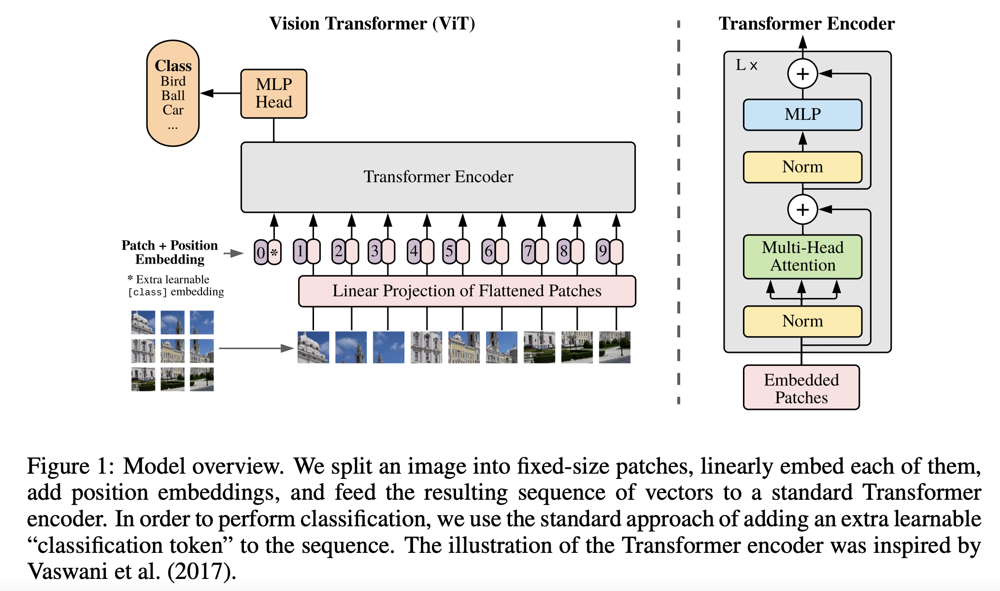 Vision Transformer (ViT)
Class
Bird
Ball
Car
...
MLP
Head
Transformer Encoder
Patch + Position
Embedding
0 * 1 2 3 4 5 6 7 8 9
* Extra learnable
[class] embedding
Linear Projection of Flattened Patches
Transformer Encoder
L ×
+
MLP
Norm
+
Multi-Head
Attention
Norm
Embedded
Patches
Figure 1: Model overview. We split an image into fixed-size patches, linearly embed each of them,
add position embeddings, and feed the resulting sequence of vectors to a standard Transformer
encoder. In order to perform classification, we use the standard approach of adding an extra learnable
“classification token” to the sequence. The illustration of the Transformer encoder was inspired by
Vaswani et al. (2017).